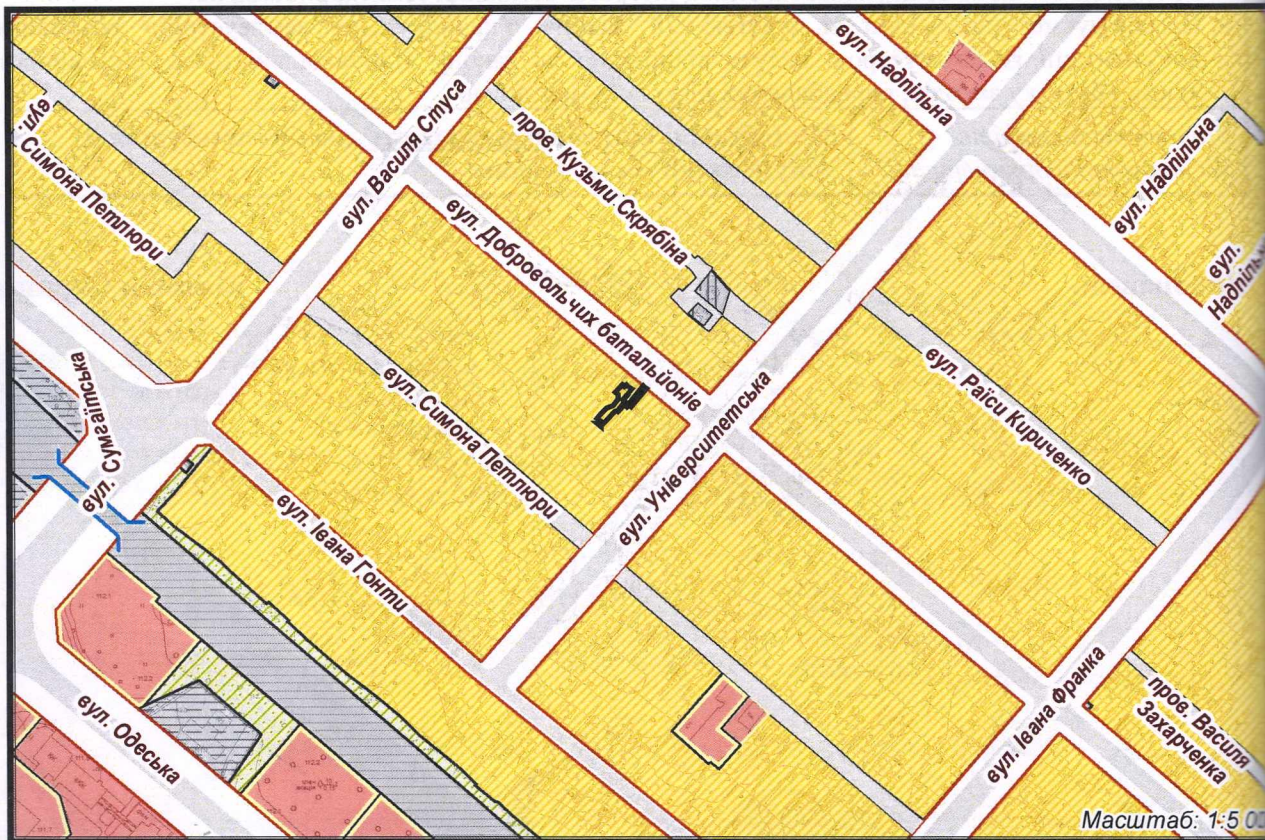 вул. Надпільна
вул. Василя Стуса
вул.
Симона Петлюри
пров. Кузьми Скрябіна
вул. Надпільна
вул.
вул. Добровольчих батальйонів
вул. Сумгаїтська
вул. Симона Петлюри
вул. Раїси Кириченко
вул. Університетська
вул. Івана Гонти
вул. Одеська
вул. Івана Франка
пров. Василя
Захарченка
112.2
Масштаб: 1:5 0